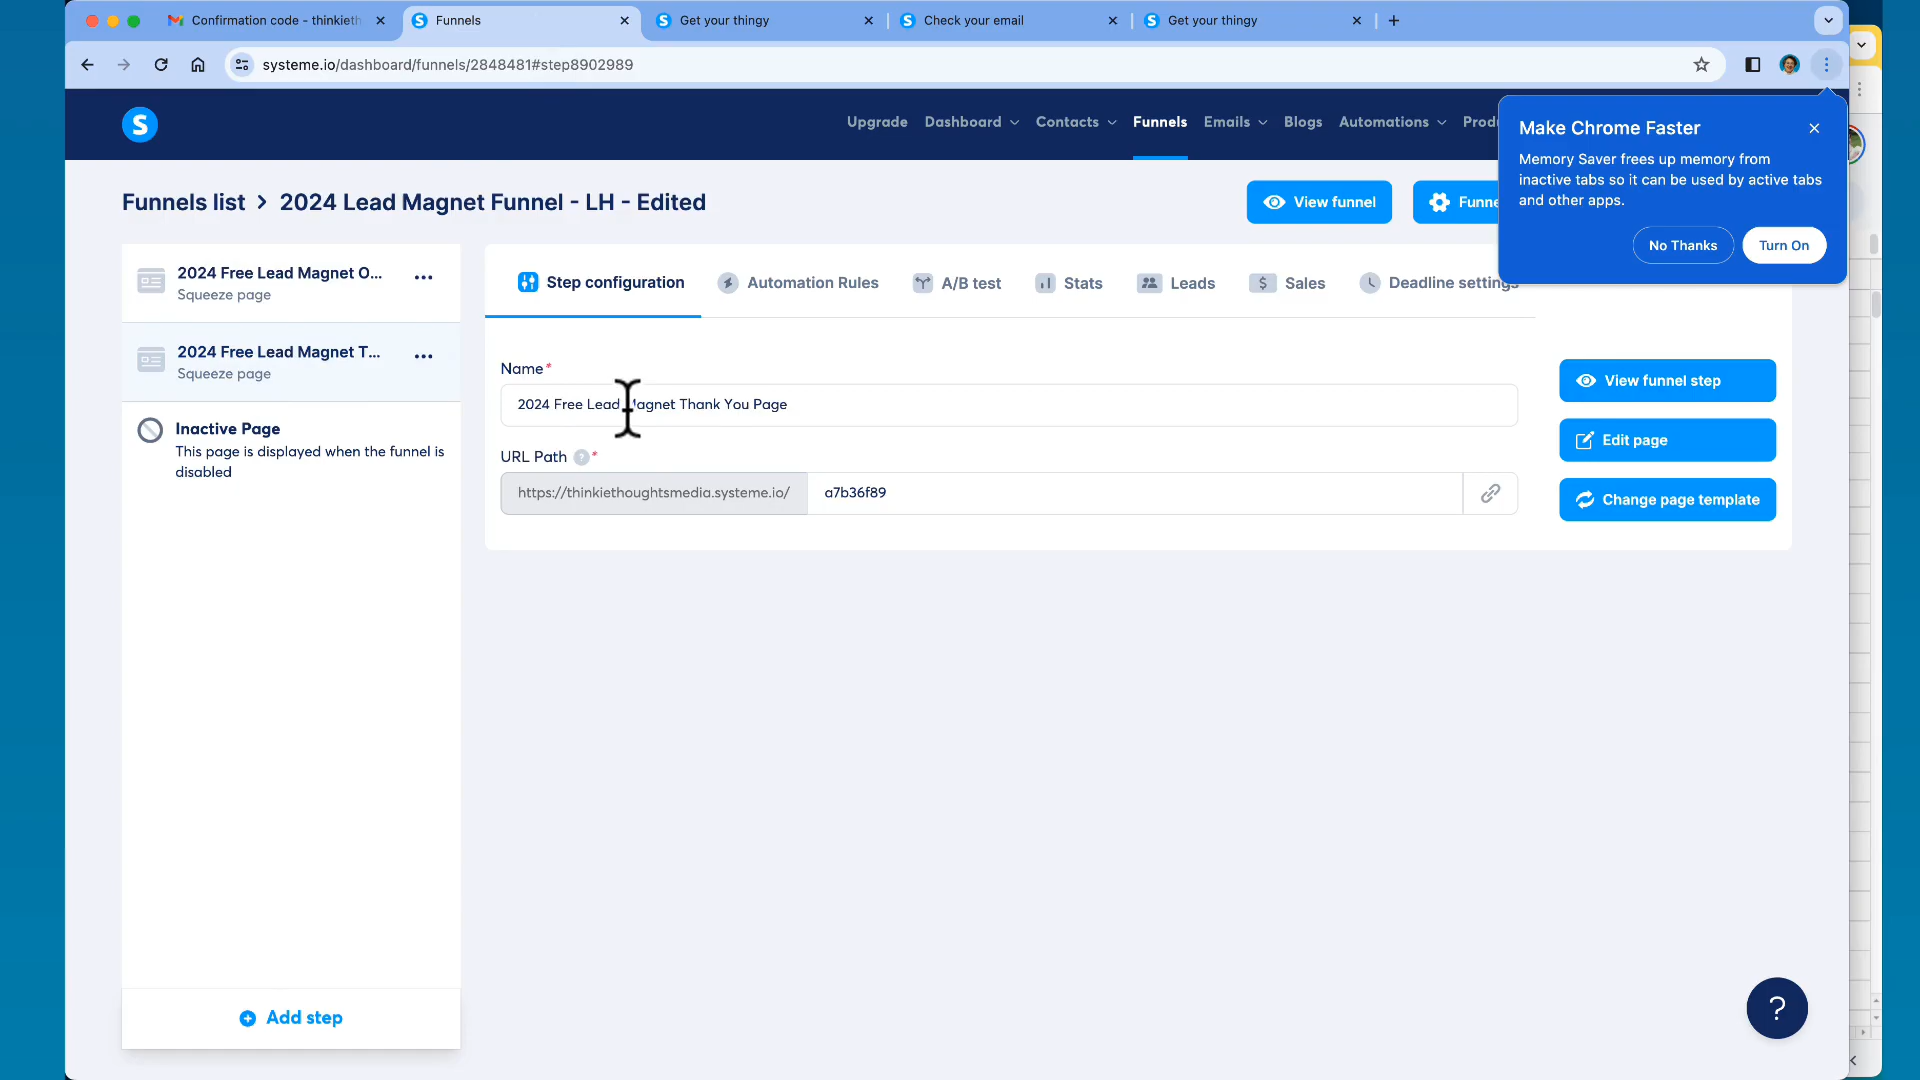 Confirmation code - thinkieth
Funnels
Get your thingy
Check your email
Get your thingy
systeme.io/dashboard/funnels/2848481#step8902989
S
Upgrade
Dashboard
Contacts
Funnels
Emails
Blogs
Automations
Produ
Make Chrome Faster
Memory Saver frees up memory from
inactive tabs so it can be used by active tabs
and other apps.
No Thanks
Turn On
Funnels list > 2024 Lead Magnet Funnel - LH - Edited
View funnel
Funne
2024 Free Lead Magnet O...
Squeeze page
2024 Free Lead Magnet T...
Squeeze page
Inactive Page
This page is displayed when the funnel is
disabled
Add step
Step configuration
Automation Rules
A/B test
Stats
Leads
Sales
Deadline settings
Name*
2024 Free Lead Magnet Thank You Page
URL Path ? *
https://thinkiethoughtsmedia.systeme.io/
a7b36f89
View funnel step
Edit page
Change page template
?